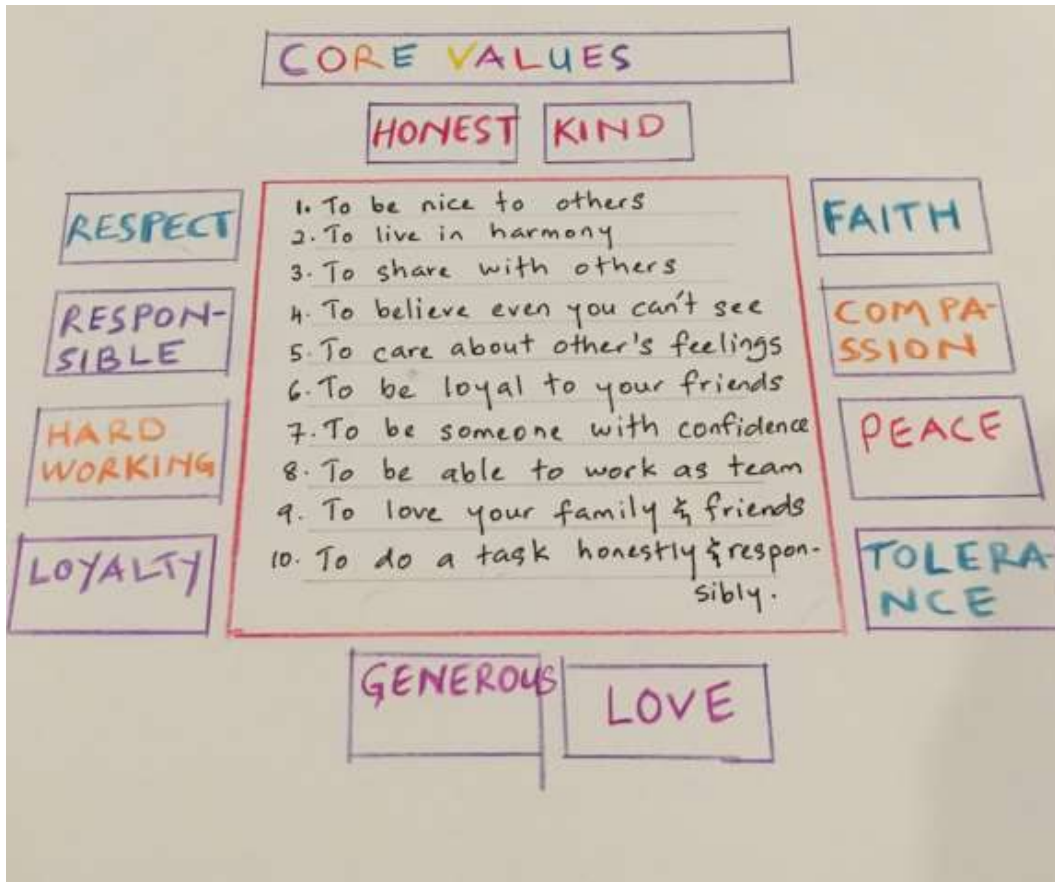 CORE VALUES
HONEST KIND
RESPECT
RESPON-
SIBLE
HARD
WORKING
LOYALTY
1. To be nice to others
2. To live in harmony
3. To share with others
4. To believe even you can't see
5. To care about other's feelings
6. To be loyal to your friends
7. To be someone with confidence
8. To be able to work as team
9. To love your family & friends
10. To do a task honestly & respon-
sibly.
FAITH
COMPA-
SSION
PEACE
TOLERA-
NCE
GENEROUS LOVE